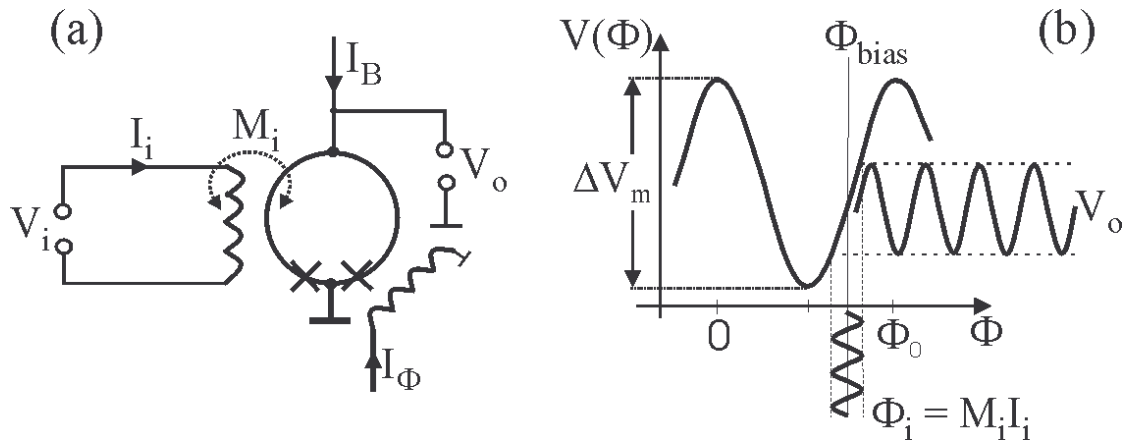 (a)
I_B
I_i
M_i
V_i
V_o
I_Φ
(b)
V(Φ)
Φ_bias
ΔV_m
V_o
0
Φ_0
Φ
Φ_i = M_iI_i